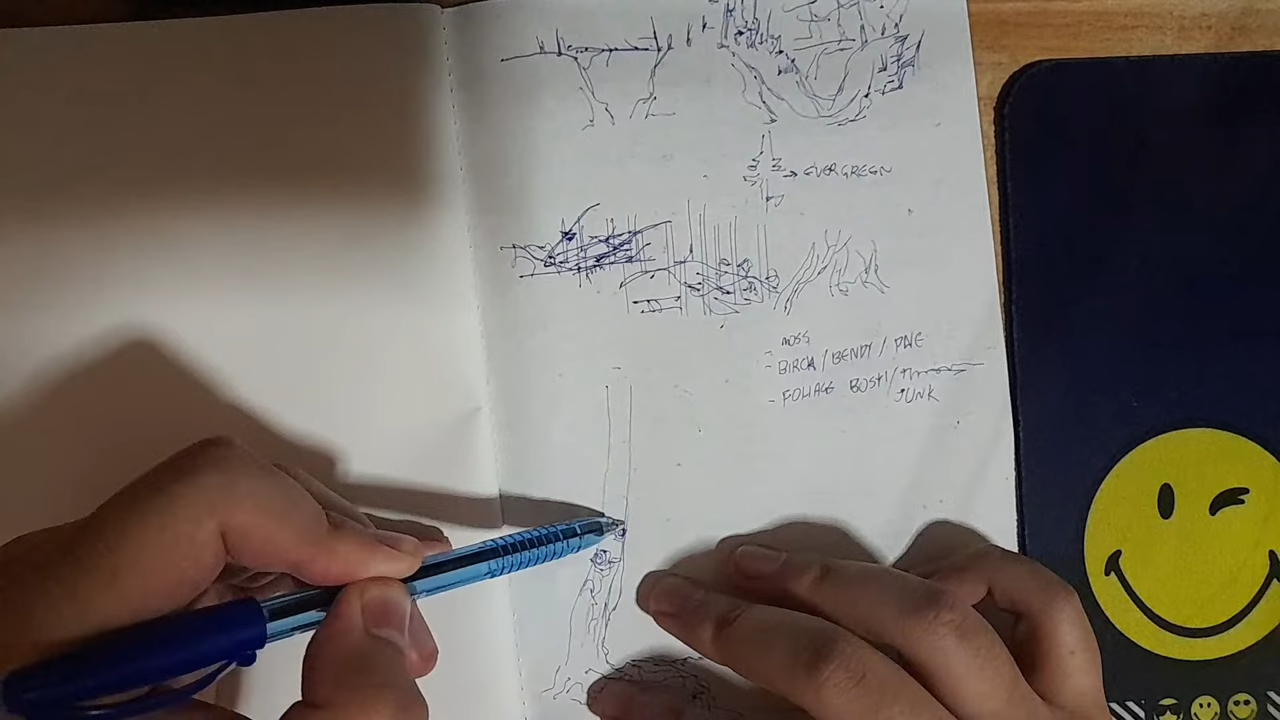 → EVERGREEN
- MOSS
- BIRCH / BENDY / PINE
- FOLIAGE BUSH /
JUNK